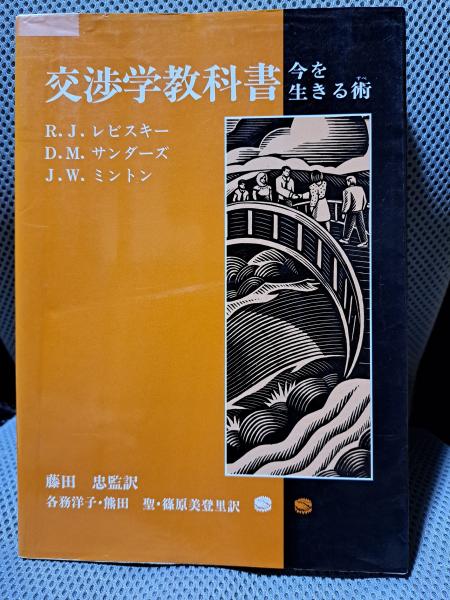 交渉学教科書
今を
生きる術
すべ
R.J.レビスキー
D.M.サンダーズ
J.W.ミントン
藤田　忠監訳
各務洋子・熊田　聖・篠原美登里訳